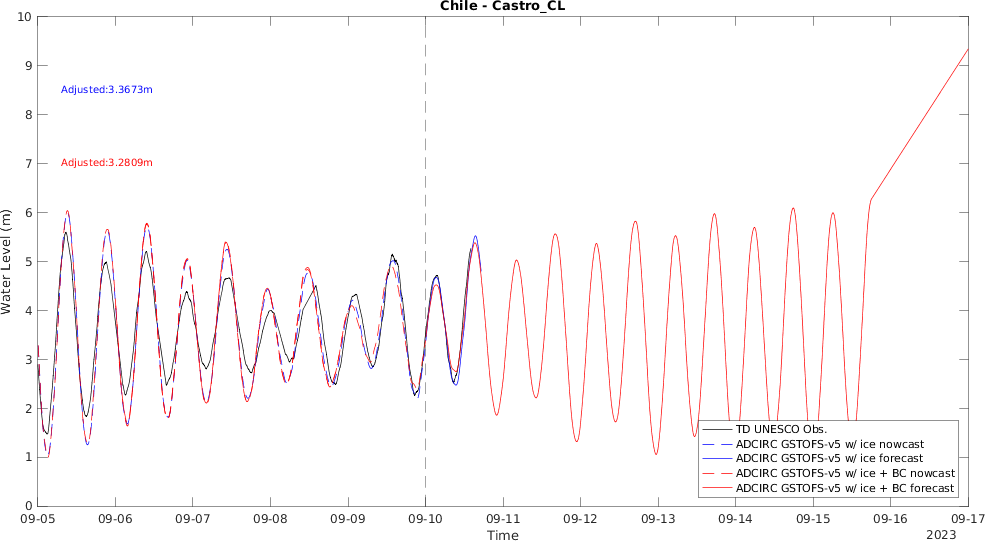 Chile - Castro_CL
10
9
8
7
6
5
4
3
2
1
0
Water Level (m)
Adjusted:3.3673m
Adjusted:3.2809m
TD UNESCO Obs.
ADCIRC GSTOFS-v5 w/ ice nowcast
ADCIRC GSTOFS-v5 w/ ice forecast
ADCIRC GSTOFS-v5 w/ ice + BC nowcast
ADCIRC GSTOFS-v5 w/ ice + BC forecast
09-05 09-06 09-07 09-08 09-09 09-10 09-11 09-12 09-13 09-14 09-15 09-16 09-17
Time
2023